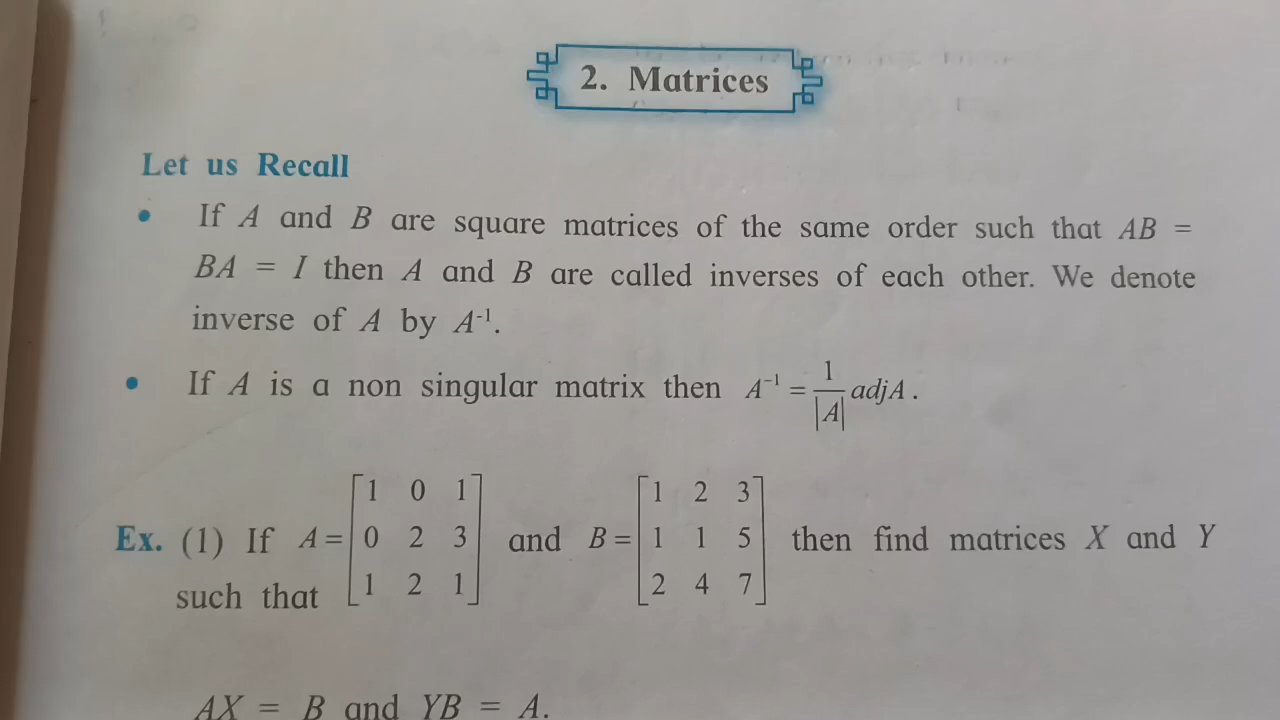 2. Matrices
Let us Recall
• If A and B are square matrices of the same order such that AB =
BA = I then A and B are called inverses of each other. We denote
inverse of A by A⁻¹.
• If A is a non singular matrix then A⁻¹ = 1/|A| adjA.
Ex. (1) If A = [1 0 1; 0 2 3; 1 2 1] and B = [1 2 3; 1 1 5; 2 4 7] then find matrices X and Y
such that
AX = B and YB = A.